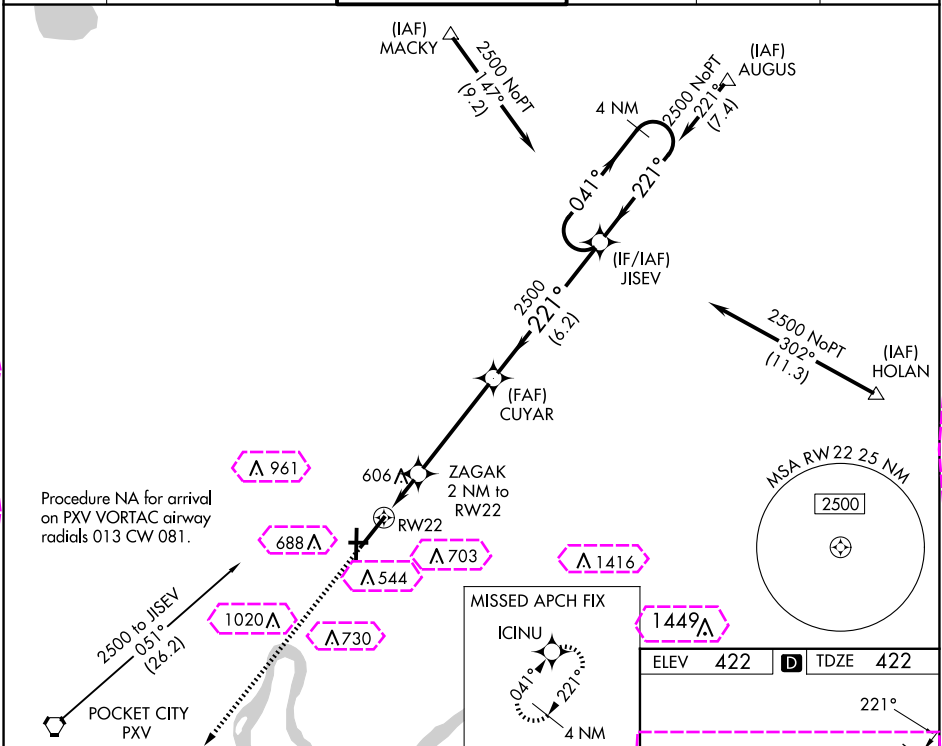 (IAF)
MACKY
2500 NoPT
147°
(9.2)
(IAF)
AUGUS
2500 NoPT
221°
(7.4)
4 NM
041°
221°
(IF/IAF)
JISEV
2500
221°
(6.2)
2500 NoPT
302°
(11.3)
(IAF)
HOLAN
(FAF)
CUYAR
961
606
ZAGAK
2 NM to
RW22
RW22
Procedure NA for arrival
on PXV VORTAC airway
radials 013 CW 081.
688
703
544
1416
MSA RW 22 25 NM
2500
2500 to JISEV
051°
(26.2)
1020
730
1449
POCKET CITY
PXV
MISSED APCH FIX
ICINU
041°
221°
4 NM
ELEV 422 D TDZE 422
221°